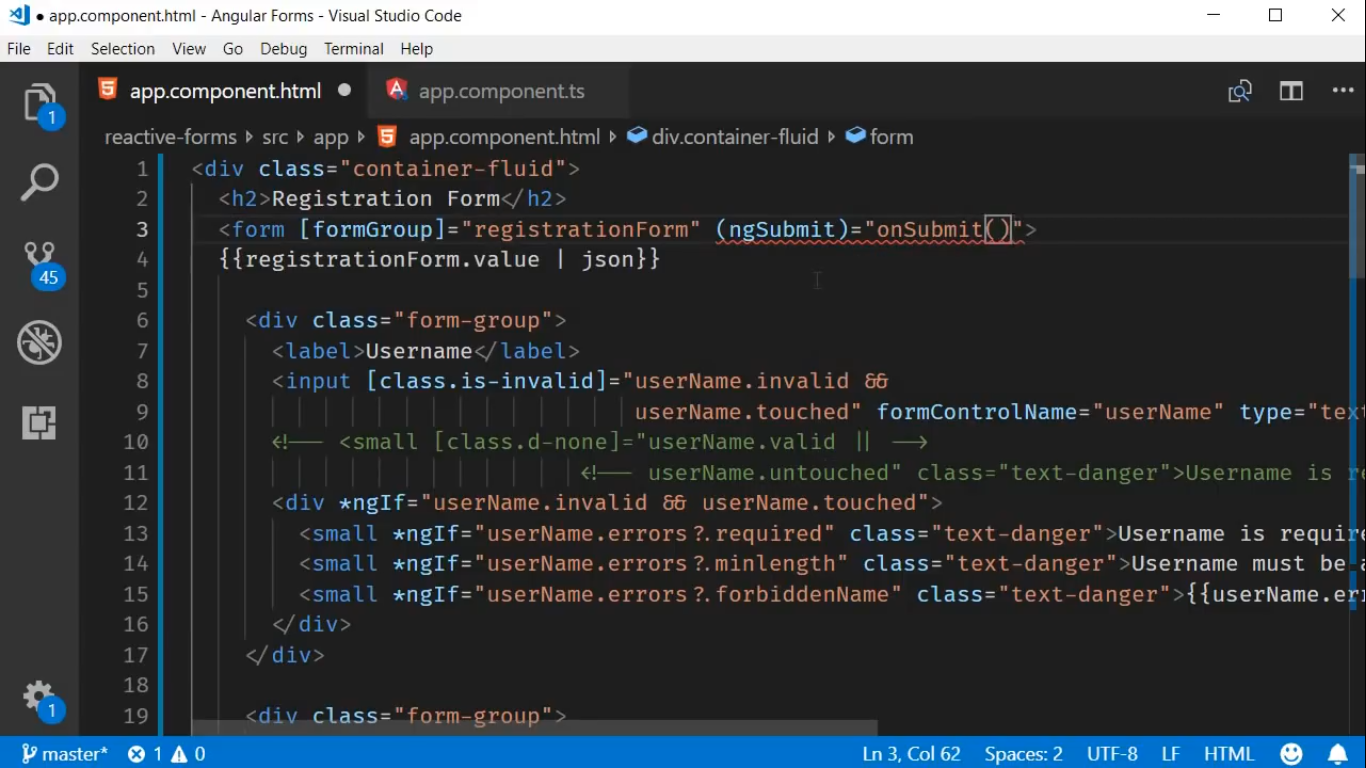 ● app.component.html - Angular Forms - Visual Studio Code
File Edit Selection View Go Debug Terminal Help
1 app.component.html ● app.component.ts
reactive-forms src app app.component.html div.container-fluid form
1 <div class="container-fluid">
2 <h2>Registration Form</h2>
3 <form [formGroup]="registrationForm" (ngSubmit)="onSubmit()">
4 {{registrationForm.value | json}}
5
6 <div class="form-group">
7 <label>Username</label>
8 <input [class.is-invalid]="userName.invalid &&
9 userName.touched" formControlName="userName" type="
10 <!-- <small [class.d-none]="userName.valid || -->
11 <!-- userName.untouched" class="text-danger">Username is
12 <div *ngIf="userName.invalid && userName.touched">
13 <small *ngIf="userName.errors?.required" class="text-danger">Username is
14 <small *ngIf="userName.errors?.minlength" class="text-danger">Username must be
15 <small *ngIf="userName.errors?.forbiddenName" class="text-danger">{{userName.
16 </div>
17 </div>
18
19 <div class="form-group">
45
1
master* 1 0 Ln 3, Col 62 Spaces: 2 UTF-8 LF HTML